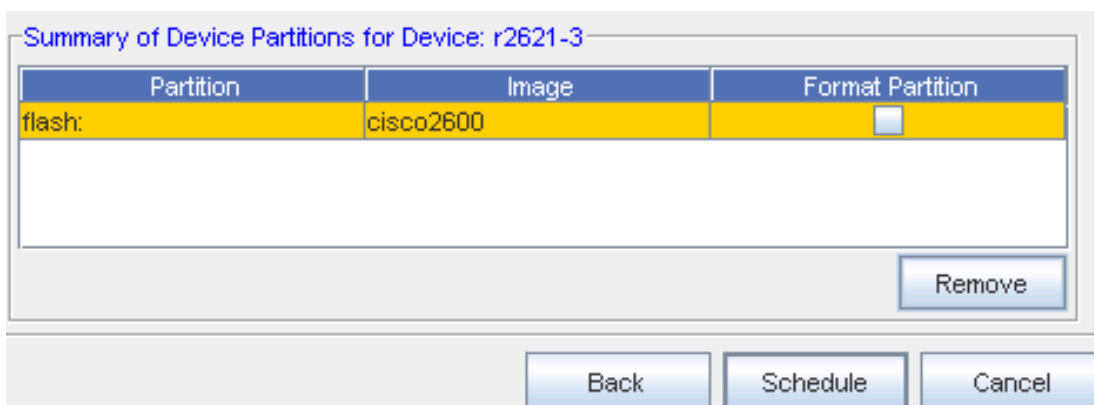 Summary of Device Partitions for Device: r2621-3
Partition Image Format Partition
flash: cisco2600
Remove
Back Schedule Cancel